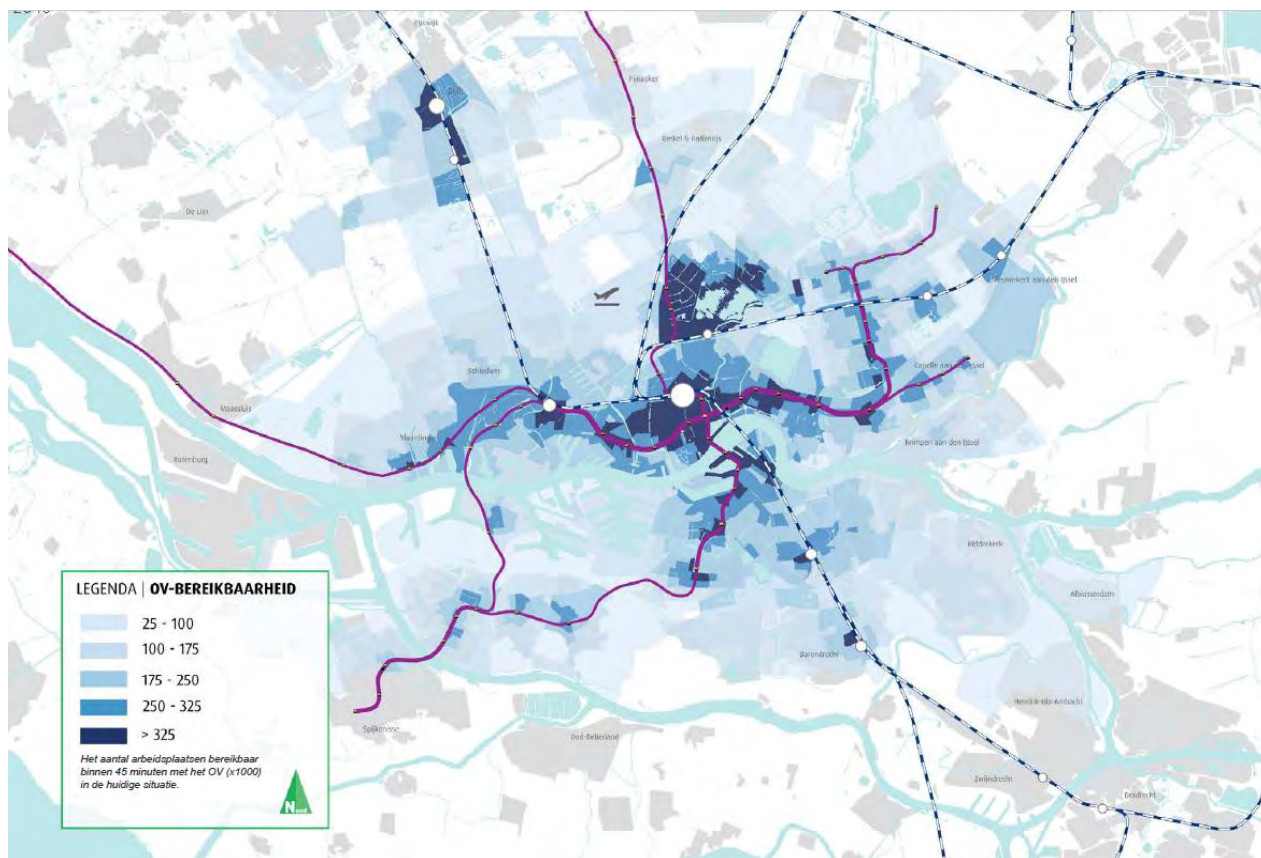 Rijswijk
Pijnacker
Berkel & Rodenrijs
De Lier
Nieuwerkerk aan den IJssel
Schiedam
Capelle aan den IJssel
Maassluis
Vlaardingen
Krimpen aan den IJssel
Rozenburg
Ridderkerk
Alblasserdam
Barendrecht
Hendrik-Ido-Ambacht
Spijkenisse
Oud-Beijerland
Zwijndrecht
Dordrecht
LEGENDA | OV-BEREIKBAARHEID
25 - 100
100 - 175
175 - 250
250 - 325
> 325
Het aantal arbeidsplaatsen bereikbaar
binnen 45 minuten met het OV (x1000)
in de huidige situatie.
Noord